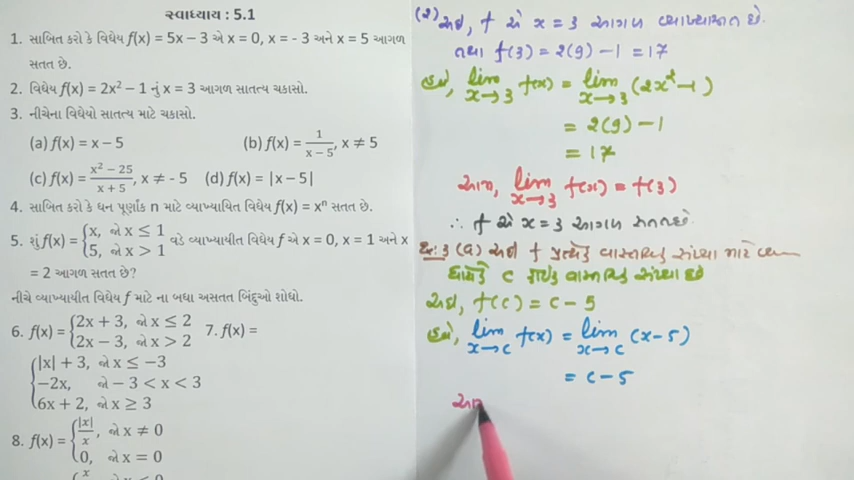 સ્વાધ્યાય : 5.1
1. સાબિત કરો કે વિધેય f(x) = 5x − 3 એ x = 0, x = - 3 અને x = 5 આગળ
સતત છે.
2. વિધેય f(x) = 2x² − 1 નું x = 3 આગળ સાતત્ય ચકાસો.
3. નીચેના વિધેયો સાતત્ય માટે ચકાસો.
(a) f(x) = x − 5 (b) f(x) = 1/(x − 5), x ≠ 5
(c) f(x) = (x² − 25)/(x + 5), x ≠ - 5 (d) f(x) = |x − 5|
4. સાબિત કરો કે ધન પૂર્ણાંક n માટે વ્યાખ્યાયિત વિધેય f(x) = xⁿ સતત છે.
5. શું f(x) = {x, જો x ≤ 1
5, જો x > 1 વડે વ્યાખ્યાયીત વિધેય f એ x = 0, x = 1 અને x
= 2 આગળ સતત છે?
નીચે વ્યાખ્યાયીત વિધેય f માટે ના બધા અસતત બિંદુઓ શોધો.
6. f(x) = {2x + 3, જો x ≤ 2
2x − 3, જો x > 2 7. f(x) =
{|x| + 3, જો x ≤ −3
−2x, જો − 3 < x < 3
6x + 2, જો x ≥ 3
8. f(x) = {|x|/x, જો x ≠ 0
0, જો x = 0
x
(2) અહીં, f એ x = 3 આગળ વ્યાખ્યાયીત છે.
તથા f(3) = 2(9) − 1 = 17
હવે, lim x→3 f(x) = lim x→3 (2x² − 1)
= 2(9) − 1
= 17
આમ, lim x→3 f(x) = f(3)
∴ f એ x = 3 આગળ સતત છે.
3 (a) અહીં f પ્રત્યેક વાસ્તવિક સંખ્યા માટે
ધારોકે c કોઈક વાસ્તવિક સંખ્યા છે
અહીં, f(c) = c − 5
હવે, lim x→c f(x) = lim x→c (x − 5)
= c − 5
આમ